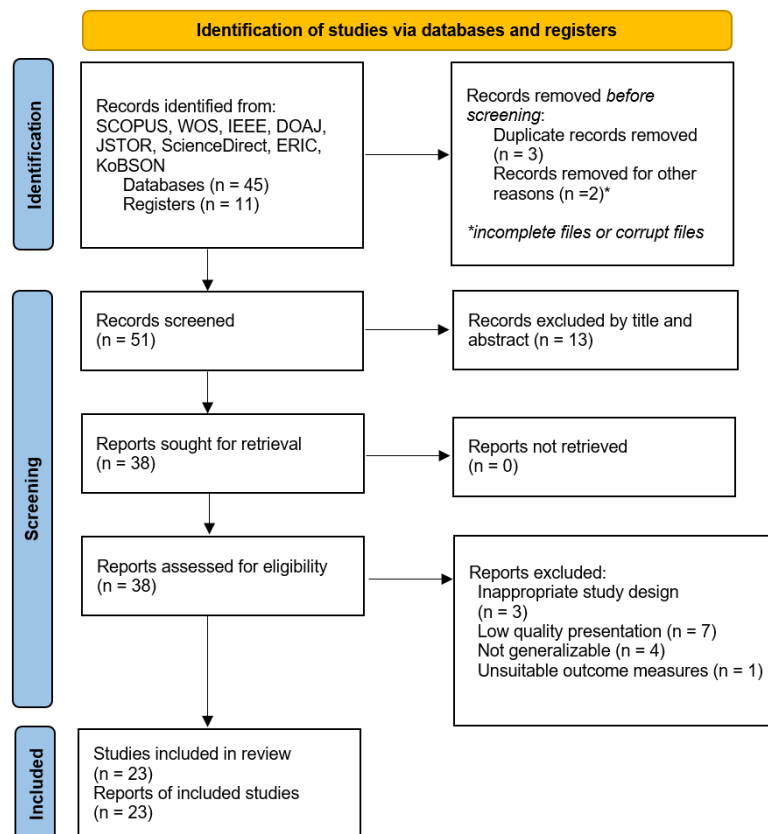 Identification of studies via databases and registers
Identification
Records identified from:
SCOPUS, WOS, IEEE, DOAJ,
JSTOR, ScienceDirect, ERIC,
KoBSON
Databases (n = 45)
Registers (n = 11)
Records removed before
screening:
Duplicate records removed
(n = 3)
Records removed for other
reasons (n =2)*
*incomplete files or corrupt files
Screening
Records screened
(n = 51)
Records excluded by title and
abstract (n = 13)
Reports sought for retrieval
(n = 38)
Reports not retrieved
(n = 0)
Reports assessed for eligibility
(n = 38)
Reports excluded:
Inappropriate study design
(n = 3)
Low quality presentation (n = 7)
Not generalizable (n = 4)
Unsuitable outcome measures (n = 1)
Included
Studies included in review
(n = 23)
Reports of included studies
(n = 23)